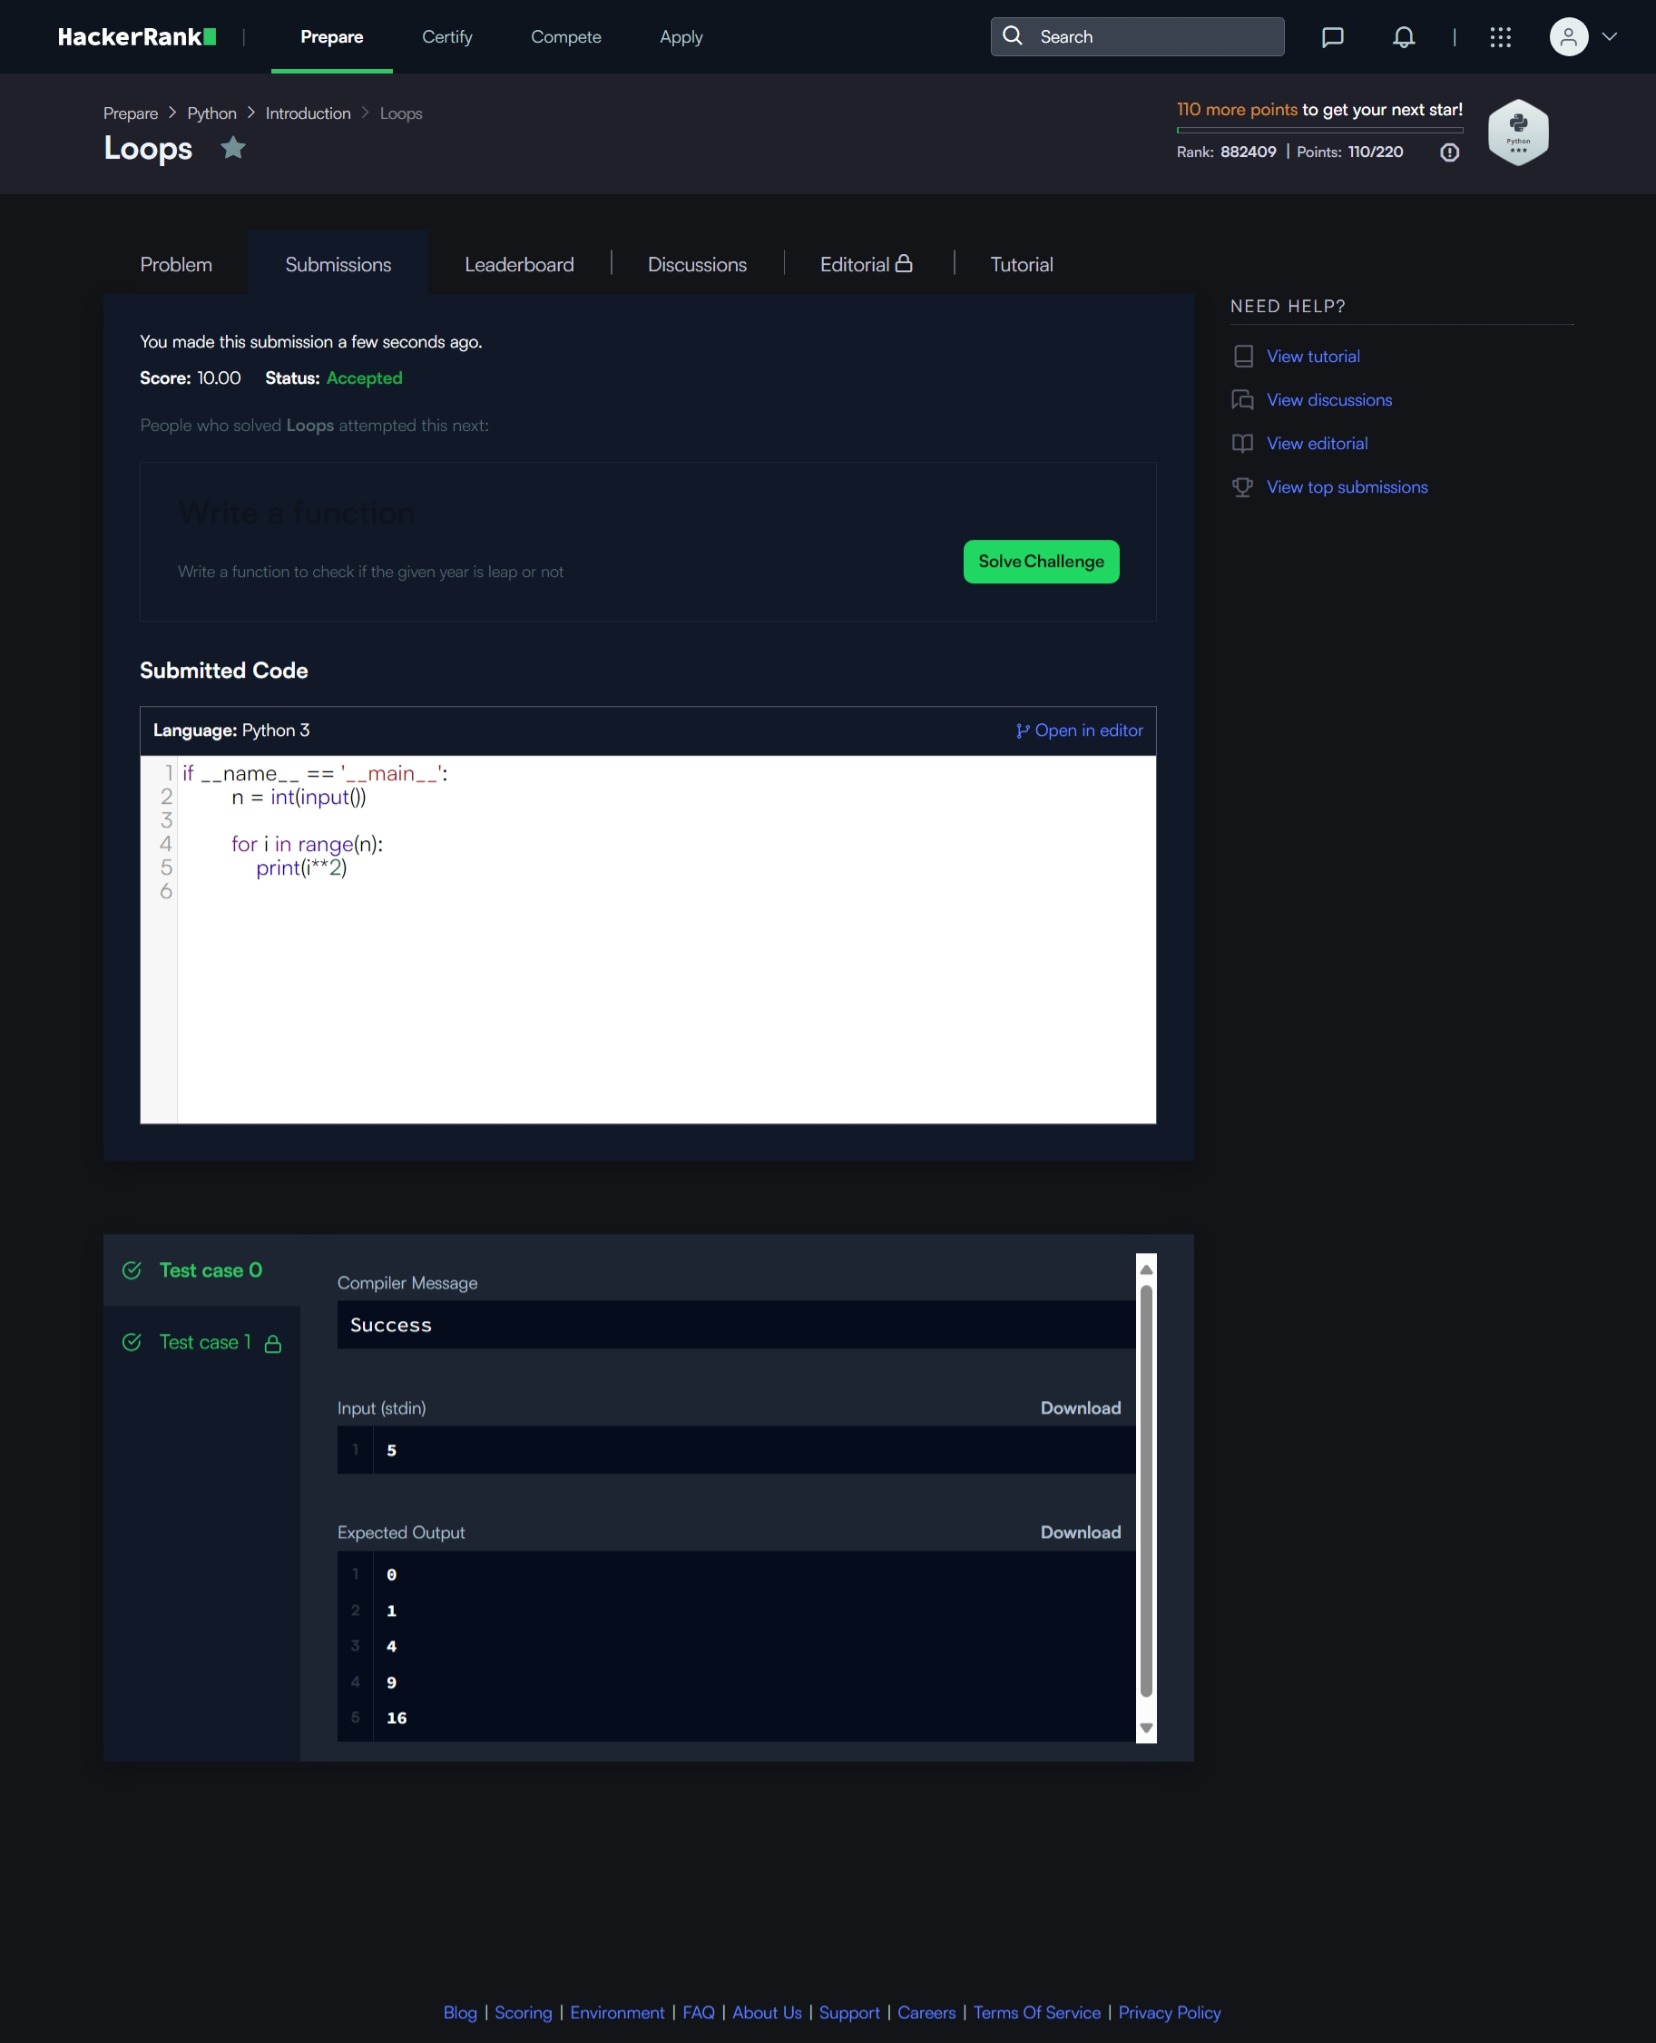 HackerRank
Prepare
Certify
Compete
Apply
Search
Prepare > Python > Introduction > Loops
Loops
110 more points to get your next star!
Rank: 882409 | Points: 110/220
Python
Problem
Submissions
Leaderboard
Discussions
Editorial
Tutorial
You made this submission a few seconds ago.
Score: 10.00 Status: Accepted
People who solved Loops attempted this next:
Write a function
Write a function to check if the given year is leap or not
Solve Challenge
NEED HELP?
View tutorial
View discussions
View editorial
View top submissions
Submitted Code
Language: Python 3
Open in editor
1 if __name__ == '__main__':
2 n = int(input())
3
4 for i in range(n):
5 print(i**2)
6
Test case 0
Test case 1
Compiler Message
Success
Input (stdin)
Download
1 5
Expected Output
Download
1 0
2 1
3 4
4 9
5 16
Blog | Scoring | Environment | FAQ | About Us | Support | Careers | Terms Of Service | Privacy Policy